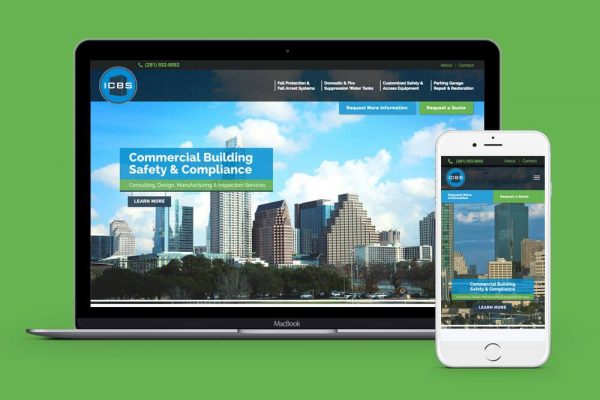 (281) 933-0092
About | Contact
ICBS
Fall Protection &
Fall Arrest Systems
Domestic & Fire
Suppression Water Tanks
Customized Safety &
Access Equipment
Parking Garage
Repair & Restoration
Request More Information
Request a Quote
Commercial Building
Safety & Compliance
Consulting, Design, Manufacturing & Inspection Services
LEARN MORE
MacBook
(281) 933-0092
About | Contact
ICBS
Request More
Information
Request a Quote
Commercial Building
Safety & Compliance
LEARN MORE